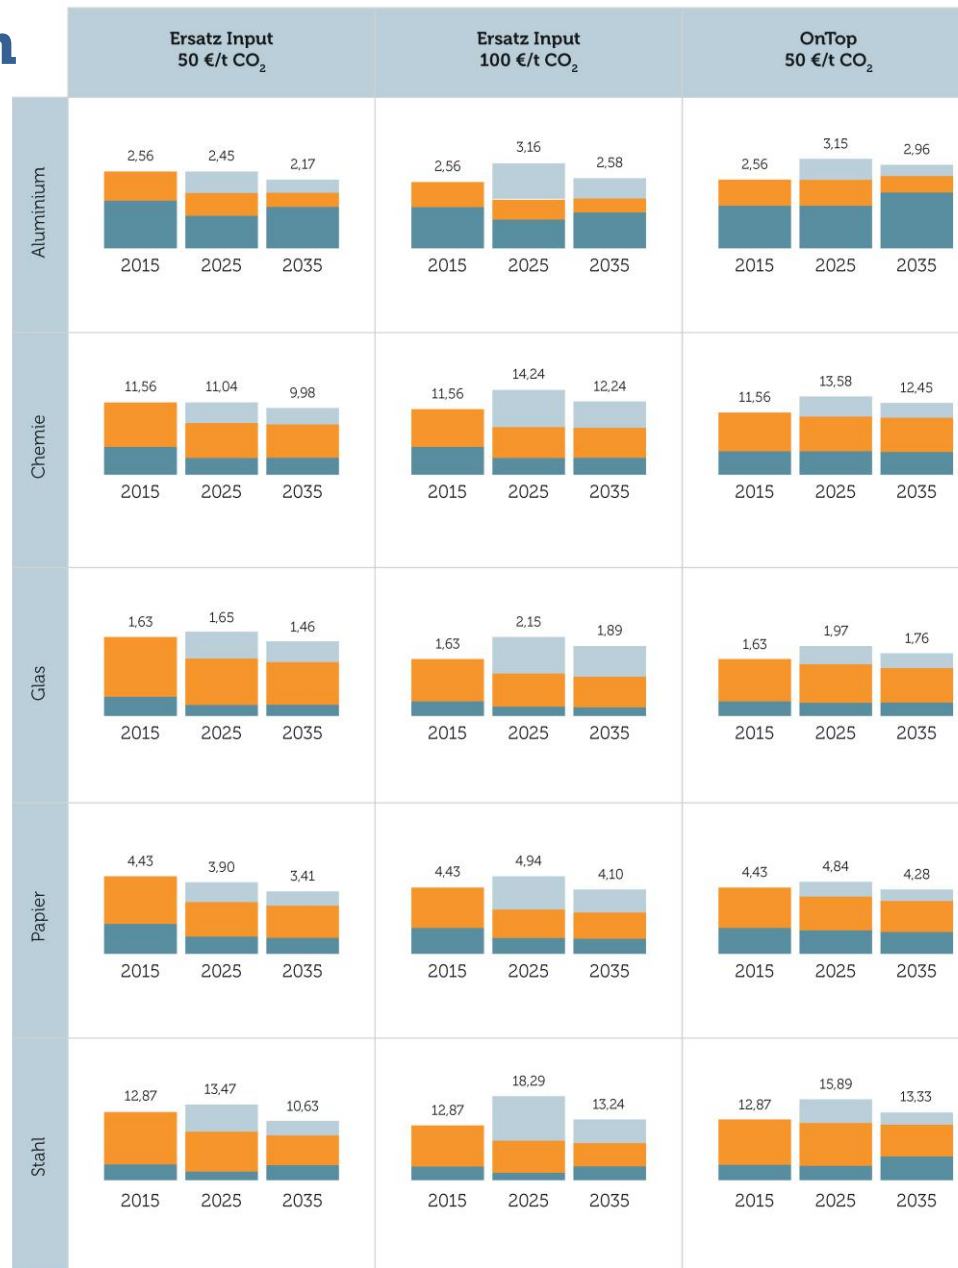 n
Ersatz Input
50 €/t CO₂
Ersatz Input
100 €/t CO₂
OnTop
50 €/t CO₂
Aluminium
2,56 2,45 2,17
2015 2025 2035
2,56 3,16 2,58
2015 2025 2035
2,56 3,15 2,96
2015 2025 2035
Chemie
11,56 11,04 9,98
2015 2025 2035
11,56 14,24 12,24
2015 2025 2035
11,56 13,58 12,45
2015 2025 2035
Glas
1,63 1,65 1,46
2015 2025 2035
1,63 2,15 1,89
2015 2025 2035
1,63 1,97 1,76
2015 2025 2035
Papier
4,43 3,90 3,41
2015 2025 2035
4,43 4,94 4,10
2015 2025 2035
4,43 4,84 4,28
2015 2025 2035
Stahl
12,87 13,47 10,63
2015 2025 2035
12,87 18,29 13,24
2015 2025 2035
12,87 15,89 13,33
2015 2025 2035